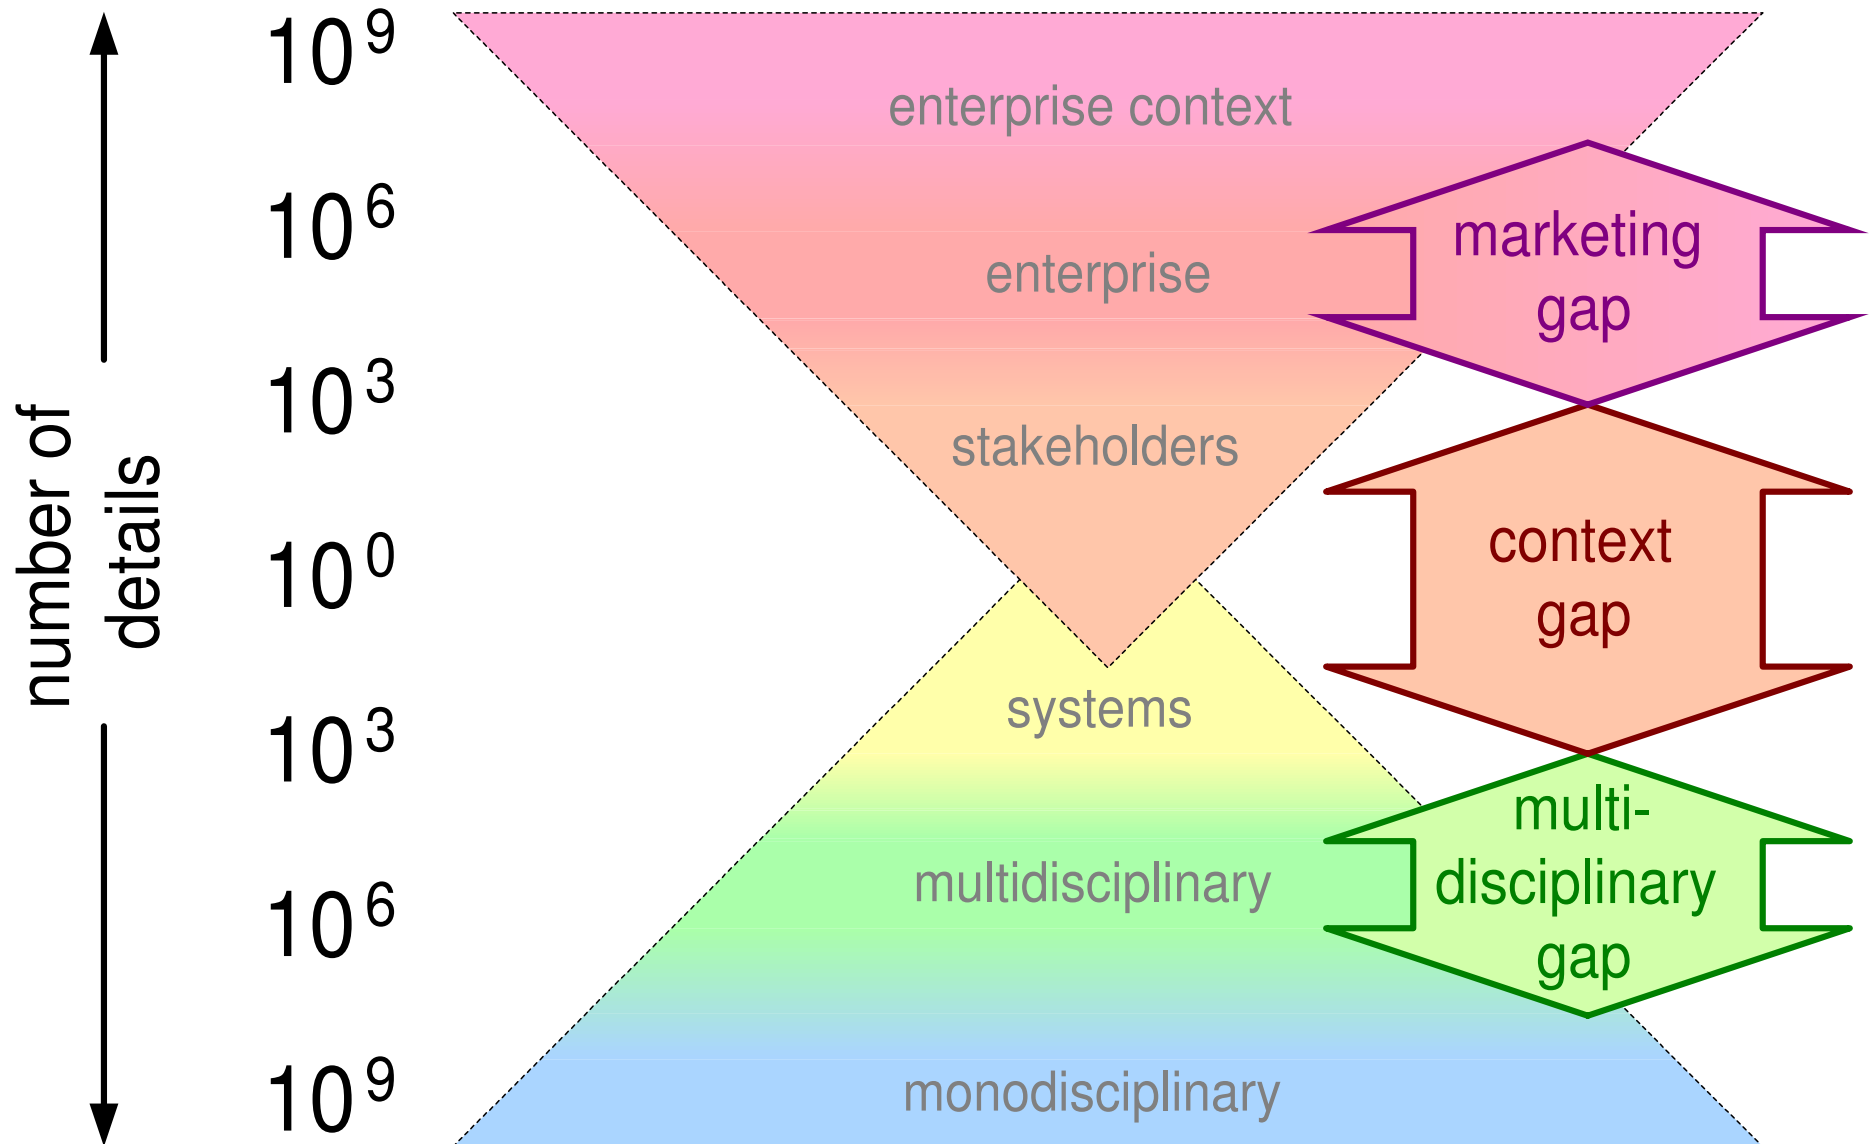 number of
details
10^9
10^6
10^3
10^0
10^3
10^6
10^9
enterprise context
enterprise
stakeholders
systems
multidisciplinary
monodisciplinary
marketing
gap
context
gap
multi-
disciplinary
gap